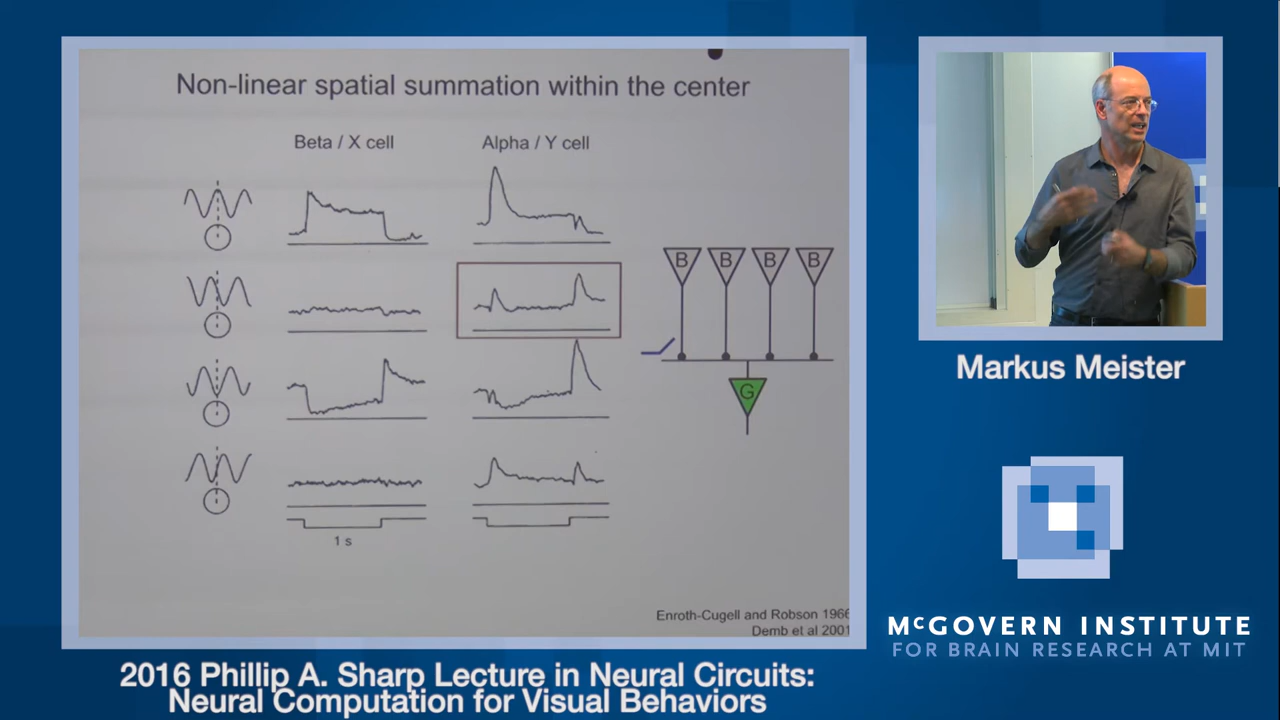 Non-linear spatial summation within the center
Beta / X cell
Alpha / Y cell
B B B B
G
1 s
Enroth-Cugell and Robson 1966
Demb et al 2001
Markus Meister
McGOVERN INSTITUTE
FOR BRAIN RESEARCH AT MIT
2016 Phillip A. Sharp Lecture in Neural Circuits:
Neural Computation for Visual Behaviors